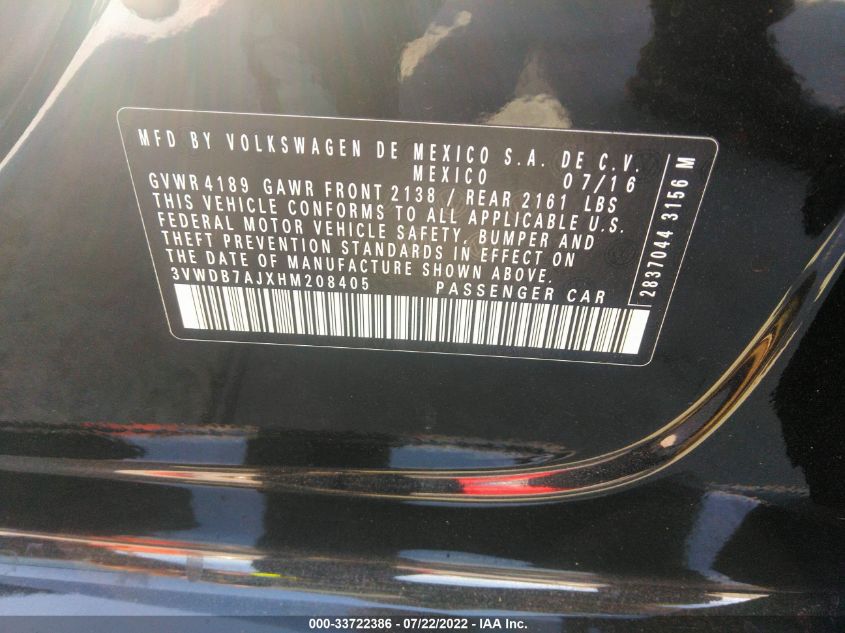 MFD BY VOLKSWAGEN DE MEXICO S.A. DE C.V.
MEXICO 07/16
GVWR 4189 GAWR FRONT 2138 / REAR 2161 LBS
THIS VEHICLE CONFORMS TO ALL APPLICABLE U.S.
FEDERAL MOTOR VEHICLE SAFETY, BUMPER AND
THEFT PREVENTION STANDARDS IN EFFECT ON
THE DATE OF MANUFACTURE SHOWN ABOVE.
3VWDB7AJXHM208405 PASSENGER CAR
2837044 3156 M
000-33722386 - 07/22/2022 - IAA Inc.